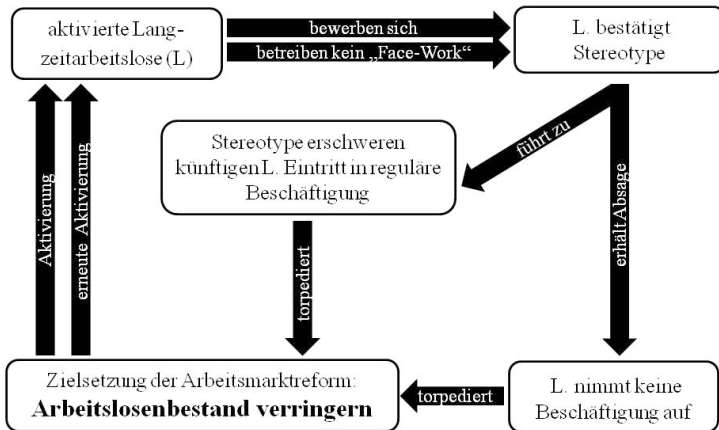 aktivierte Lang-
zeitarbeitslose (L)
bewerben sich
betreiben kein „Face-Work“
L. bestätigt
Stereotype
Stereotype erschweren
künftigen L. Eintritt in reguläre
Beschäftigung
führt zu
erhält Absage
Aktivierung
erneute Aktivierung
torpediert
Zielsetzung der Arbeitsmarktreform:
Arbeitslosenbestand verringern
torpediert
L. nimmt keine
Beschäftigung auf